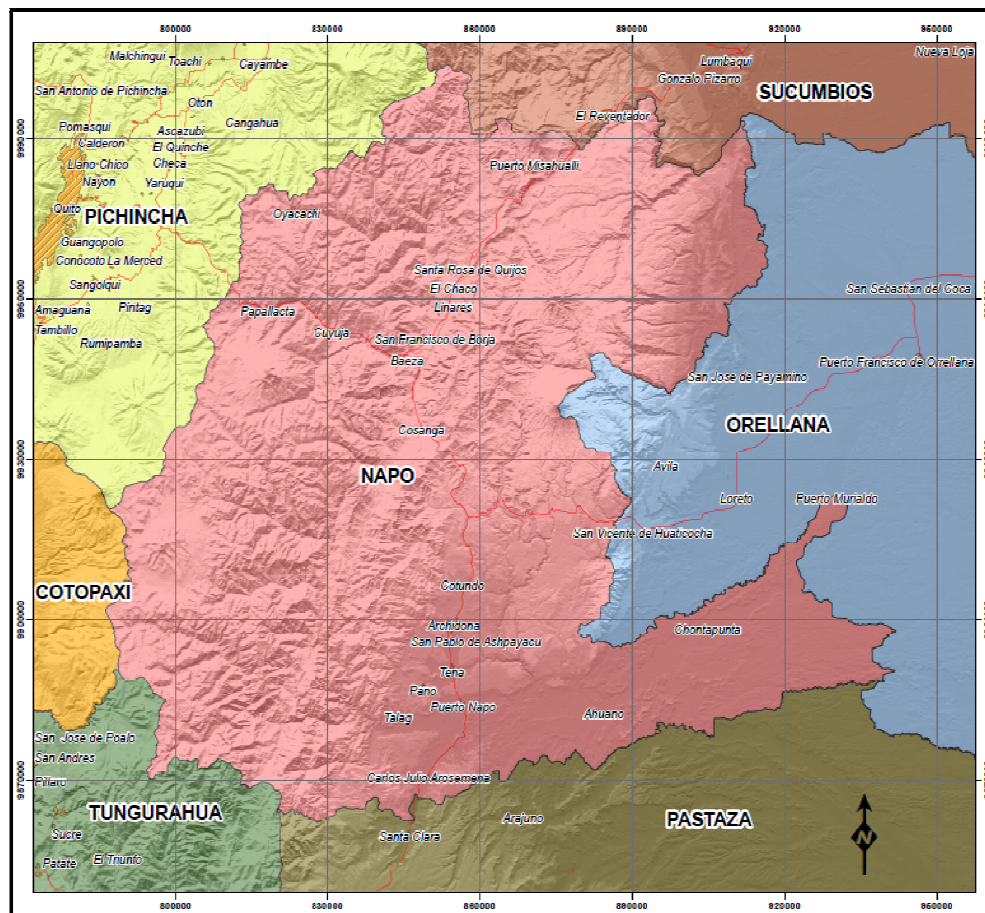 800000 830000 860000 890000 920000 950000
Malchingui
Toachi
Cayambe
Nueva Loja
Lumbaqui
Gonzalo Pizarro
San Antonio de Pichincha
SUCUMBIOS
Oton
El Reventador
Pomasqui
Ascazubi
Cangahua
Calderon
El Quinche
Llano-Chico
Checa
Puerto Misahualli
Nayon
Yaruqui
Quito
PICHINCHA
Oyacachi
Guangopolo
Conocoto La Merced
Santa Rosa de Quijos
Sangolqui
El Chaco
San Sebastian del Coca
Amaguana
Pintag
Papallacta
Linares
Tambillo
Cuyuja
Rumipamba
San Francisco de Borja
Baeza
Puerto Francisco de Orrellana
San Jose de Payamino
Cosanga
ORELLANA
NAPO
Avila
Loreto
Puerto Murialdo
San Vicente de Huaticocha
COTOPAXI
Cotundo
Archidona
Chontapunta
San Pablo de Ashpayacu
Tena
Pano
Puerto Napo
Talag
Ahuano
San Jose de Poalo
San Andres
Pillaro
Carlos Julio Arosemena
TUNGURAHUA
PASTAZA
Arajuno
Sucre
Santa Clara
Patate
El Triunfo
N
800000 830000 860000 890000 920000 950000